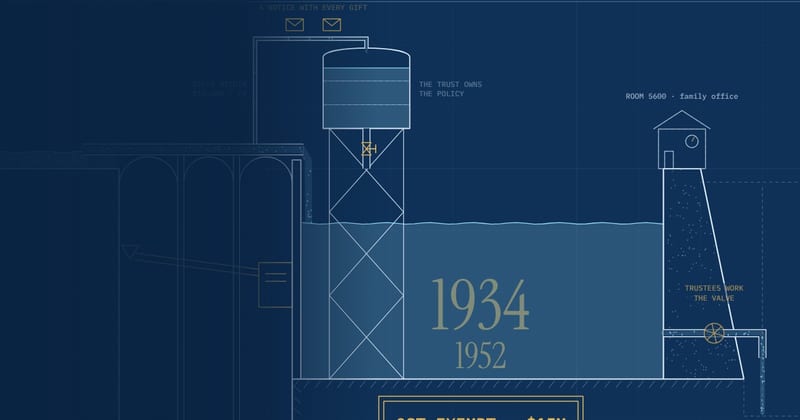 A NOTICE WITH EVERY GIFT
THE TRUST OWNS
THE POLICY
ROOM 5600 · family office
1934
1952
TRUSTEES WORK
THE VALVE